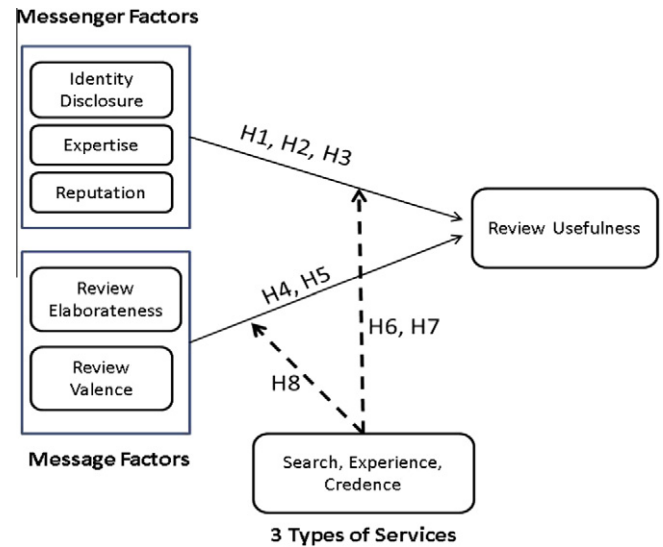 Messenger Factors
Identity
Disclosure
Expertise
Reputation
H1, H2, H3
Review Usefulness
Review
Elaborateness
Review
Valence
H4, H5
H6, H7
H8
Message Factors
Search, Experience,
Credence
3 Types of Services